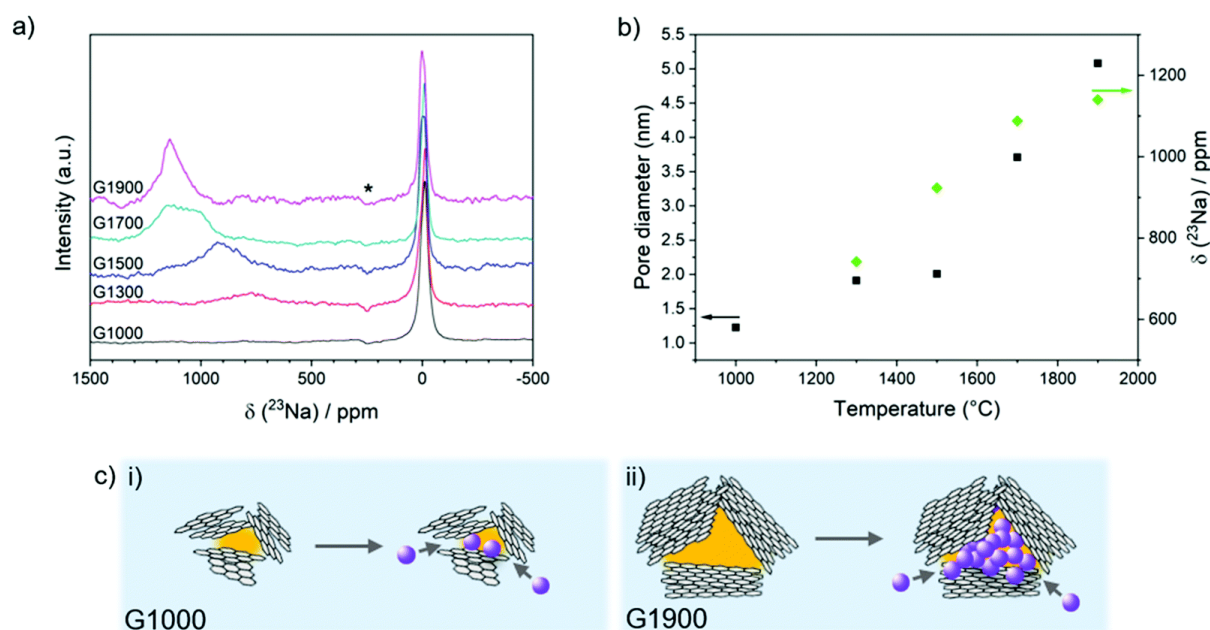 a)
Intensity (a.u.)
G1900
G1700
G1500
G1300
G1000
*
1500 1000 500 0 -500
δ (²³Na) / ppm
b)
Pore diameter (nm)
5.5
5.0
4.5
4.0
3.5
3.0
2.5
2.0
1.5
1.0
1200
1000
800
600
δ (²³Na) / ppm
1000 1200 1400 1600 1800 2000
Temperature (°C)
c) i)
G1000
ii)
G1900